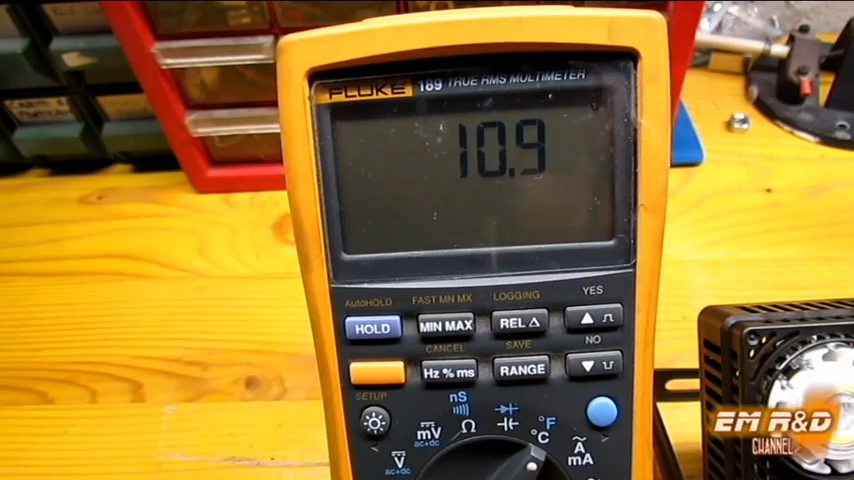 FLUKE 189 TRUE RMS MULTIMETER
10.9
AutoHOLD FAST MN MX LOGGING YES
HOLD MIN MAX REL Δ ▲
CANCEL SAVE NO
Hz % ms RANGE ▼
SETUP
nS
mV Ω °F °C
ac+dc
V A mA
ac+dc
EM R&D
CHANNEL